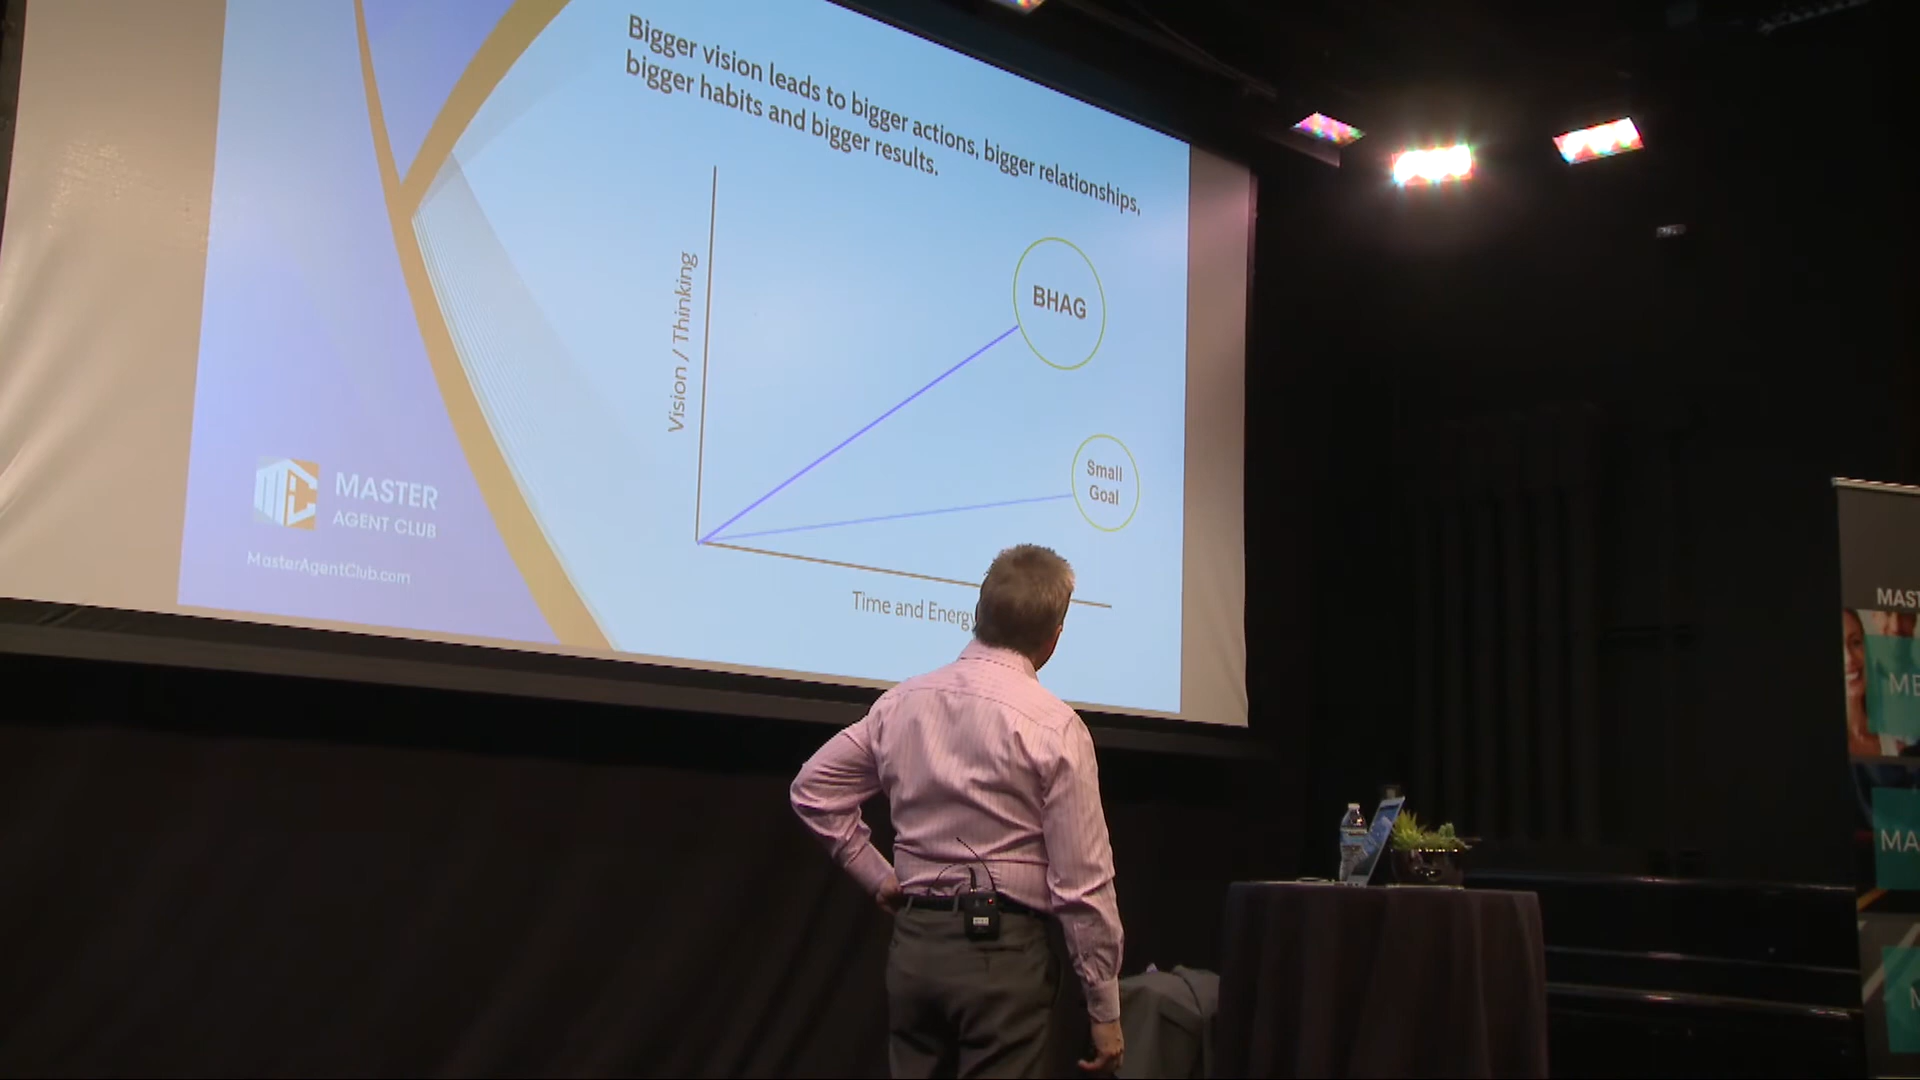 Bigger vision leads to bigger actions, bigger relationships,
bigger habits and bigger results.
Vision / Thinking
BHAG
Small
Goal
Time and Energy
MASTER
AGENT CLUB
MasterAgentClub.com